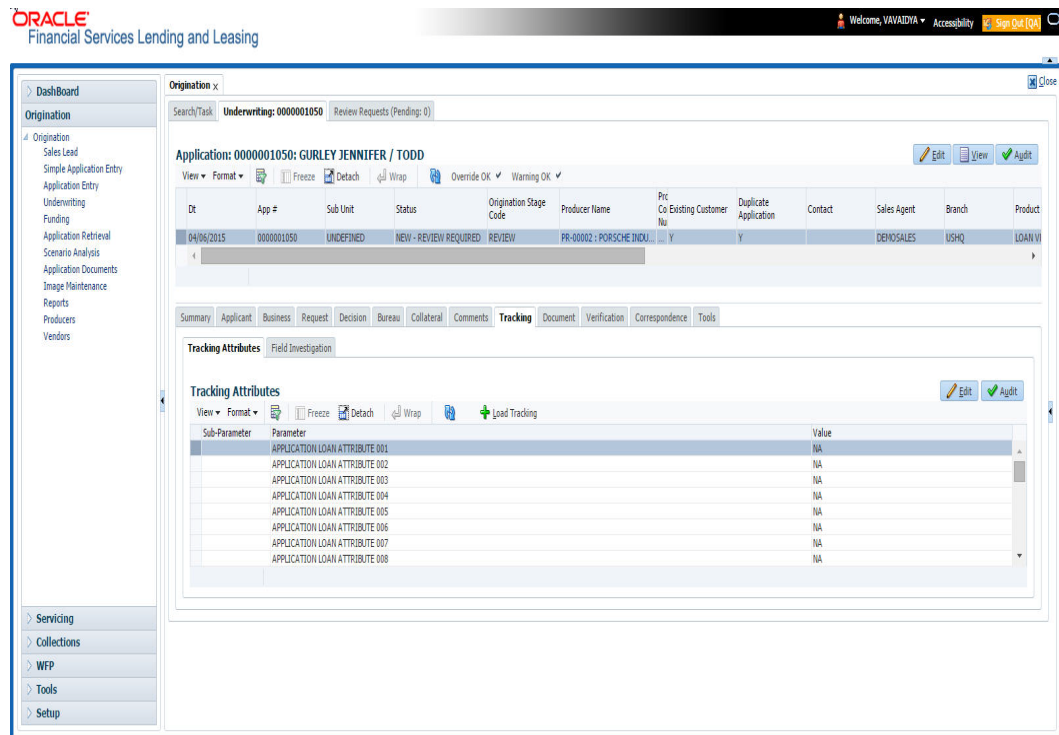 ORACLE
Financial Services Lending and Leasing
Welcome, VAVAIDYA Accessibility Sign Out [QA]
Close
DashBoard
Origination
Origination
Sales Lead
Simple Application Entry
Application Entry
Underwriting
Funding
Application Retrieval
Scenario Analysis
Application Documents
Image Maintenance
Reports
Producers
Vendors
Servicing
Collections
WFP
Tools
Setup
Origination x
Search/Task Underwriting: 0000001050 Review Requests (Pending: 0)
Application: 0000001050: GURLEY JENNIFER / TODD
Edit View Audit
View Format Freeze Detach Wrap Override OK Warning OK
Dt App # Sub Unit Status Origination Stage Code Producer Name Prc Co Nu Existing Customer Duplicate Application Contact Sales Agent Branch Product
04/06/2015 0000001050 UNDEFINED NEW - REVIEW REQUIRED REVIEW PR-00002 : PORSCHE INDU... ... Y Y DEMOSALES USHQ LOAN VI
Summary Applicant Business Request Decision Bureau Collateral Comments Tracking Document Verification Correspondence Tools
Tracking Attributes Field Investigation
Tracking Attributes
Edit Audit
View Format Freeze Detach Wrap Load Tracking
Sub-Parameter Parameter Value
APPLICATION LOAN ATTRIBUTE 001 NA
APPLICATION LOAN ATTRIBUTE 002 NA
APPLICATION LOAN ATTRIBUTE 003 NA
APPLICATION LOAN ATTRIBUTE 004 NA
APPLICATION LOAN ATTRIBUTE 005 NA
APPLICATION LOAN ATTRIBUTE 006 NA
APPLICATION LOAN ATTRIBUTE 007 NA
APPLICATION LOAN ATTRIBUTE 008 NA